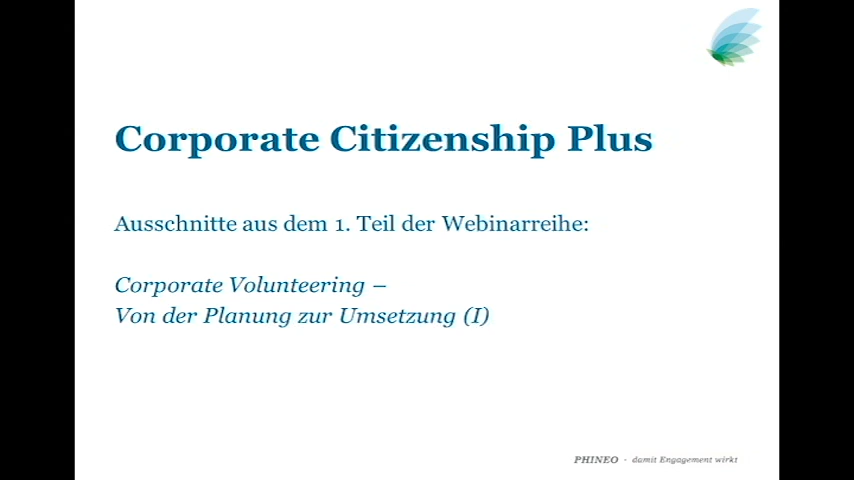 Corporate Citizenship Plus
Ausschnitte aus dem 1. Teil der Webinarreihe:
Corporate Volunteering –
Von der Planung zur Umsetzung (I)
PHINEO - damit Engagement wirkt